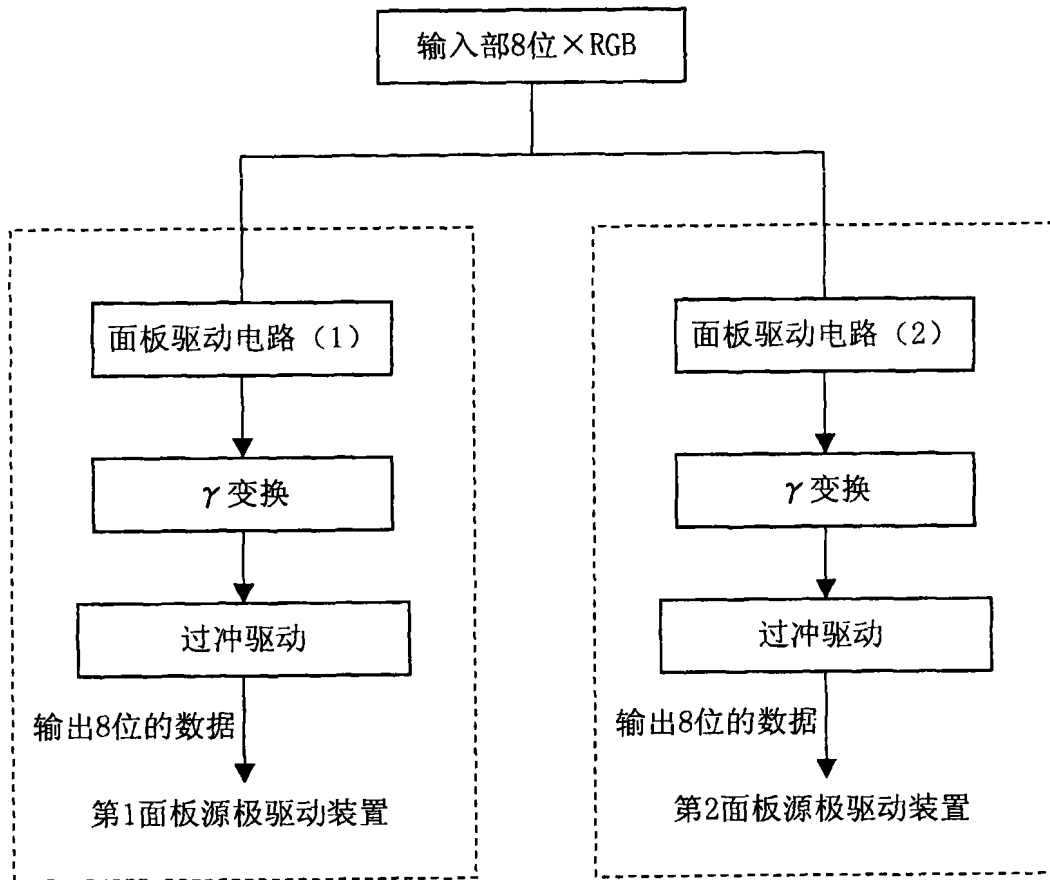 输入部8位×RGB
面板驱动电路（1）
γ变换
过冲驱动
输出8位的数据
第1面板源极驱动装置
面板驱动电路（2）
γ变换
过冲驱动
输出8位的数据
第2面板源极驱动装置